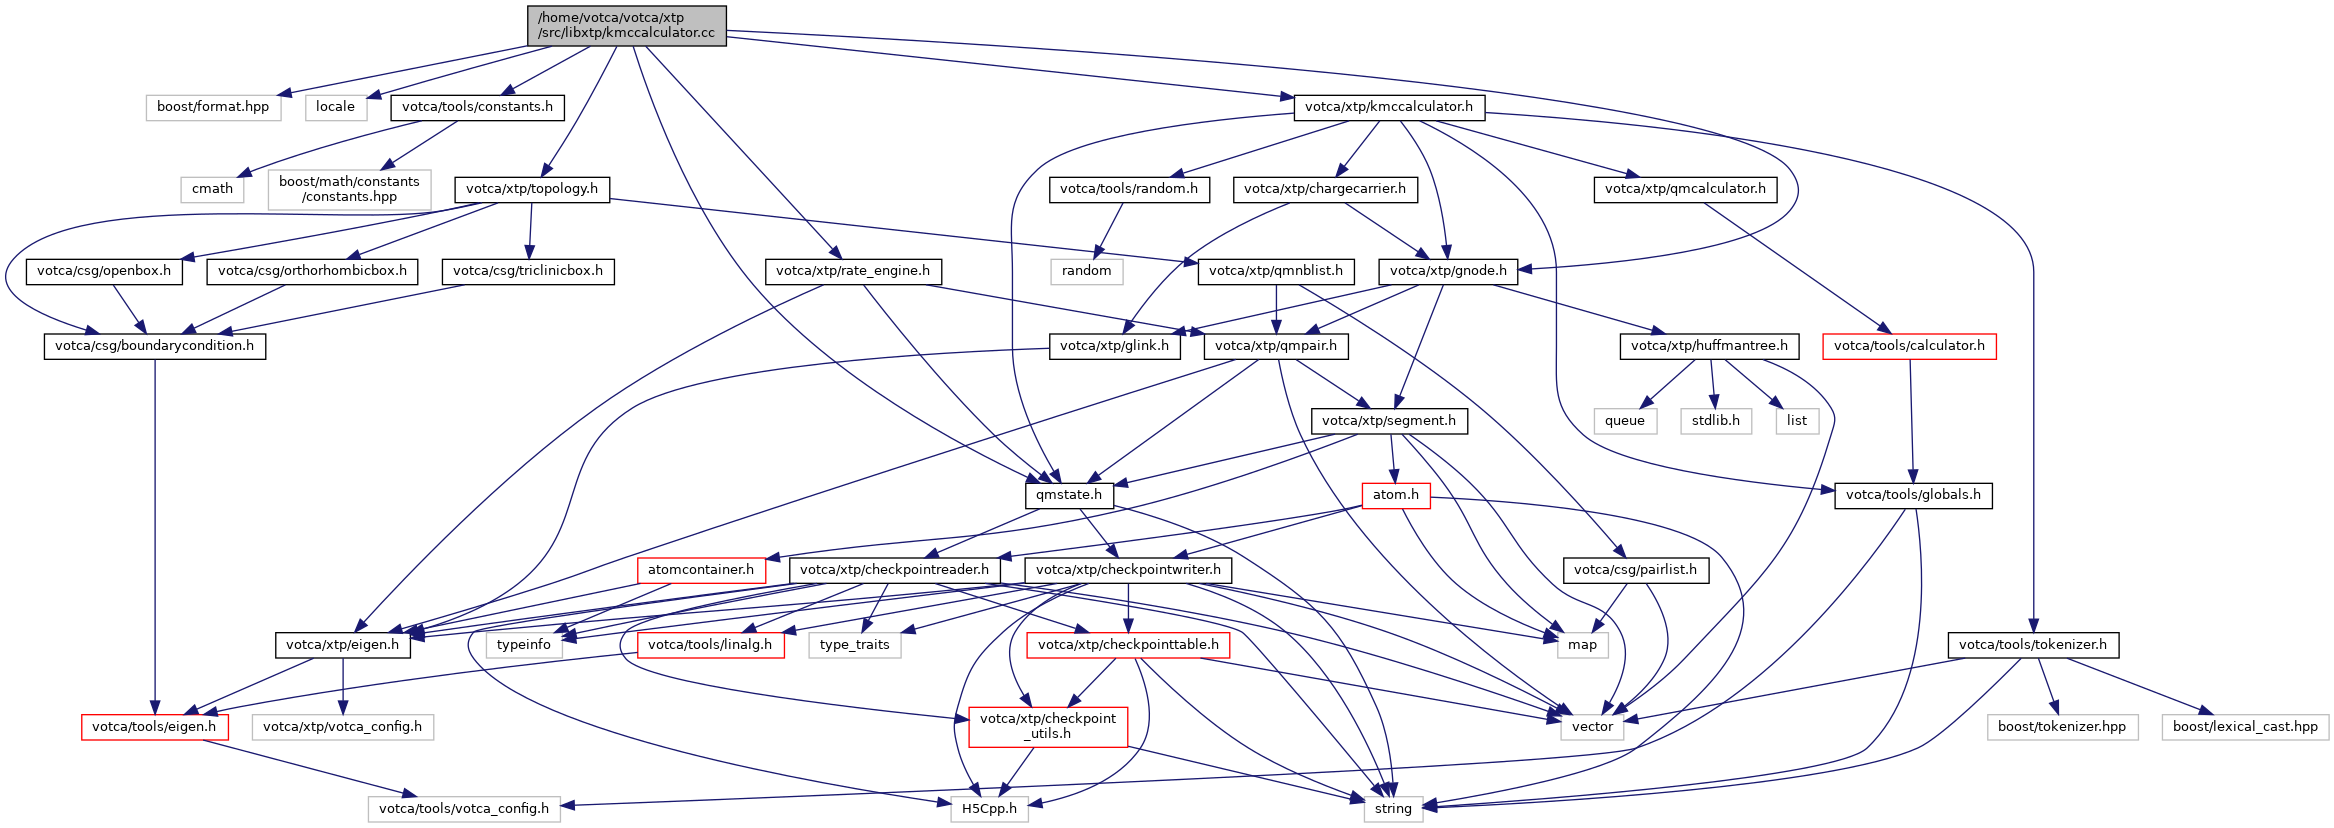 /home/votca/votca/xtp
/src/libxtp/kmccalculator.cc
boost/format.hpp
locale
votca/tools/constants.h
votca/xtp/kmccalculator.h
cmath
boost/math/constants
/constants.hpp
votca/xtp/topology.h
votca/tools/random.h
votca/xtp/chargecarrier.h
votca/xtp/qmcalculator.h
votca/csg/openbox.h
votca/csg/orthorhombicbox.h
votca/csg/triclinicbox.h
votca/xtp/rate_engine.h
random
votca/xtp/qmnblist.h
votca/xtp/gnode.h
votca/csg/boundarycondition.h
votca/xtp/glink.h
votca/xtp/qmpair.h
votca/xtp/huffmantree.h
votca/tools/calculator.h
votca/xtp/segment.h
queue
stdlib.h
list
qmstate.h
atom.h
votca/tools/globals.h
atomcontainer.h
votca/xtp/checkpointreader.h
votca/xtp/checkpointwriter.h
votca/csg/pairlist.h
votca/xtp/eigen.h
typeinfo
votca/tools/linalg.h
type_traits
votca/xtp/checkpointtable.h
map
votca/tools/tokenizer.h
votca/tools/eigen.h
votca/xtp/votca_config.h
votca/xtp/checkpoint
_utils.h
vector
boost/tokenizer.hpp
boost/lexical_cast.hpp
votca/tools/votca_config.h
H5Cpp.h
string